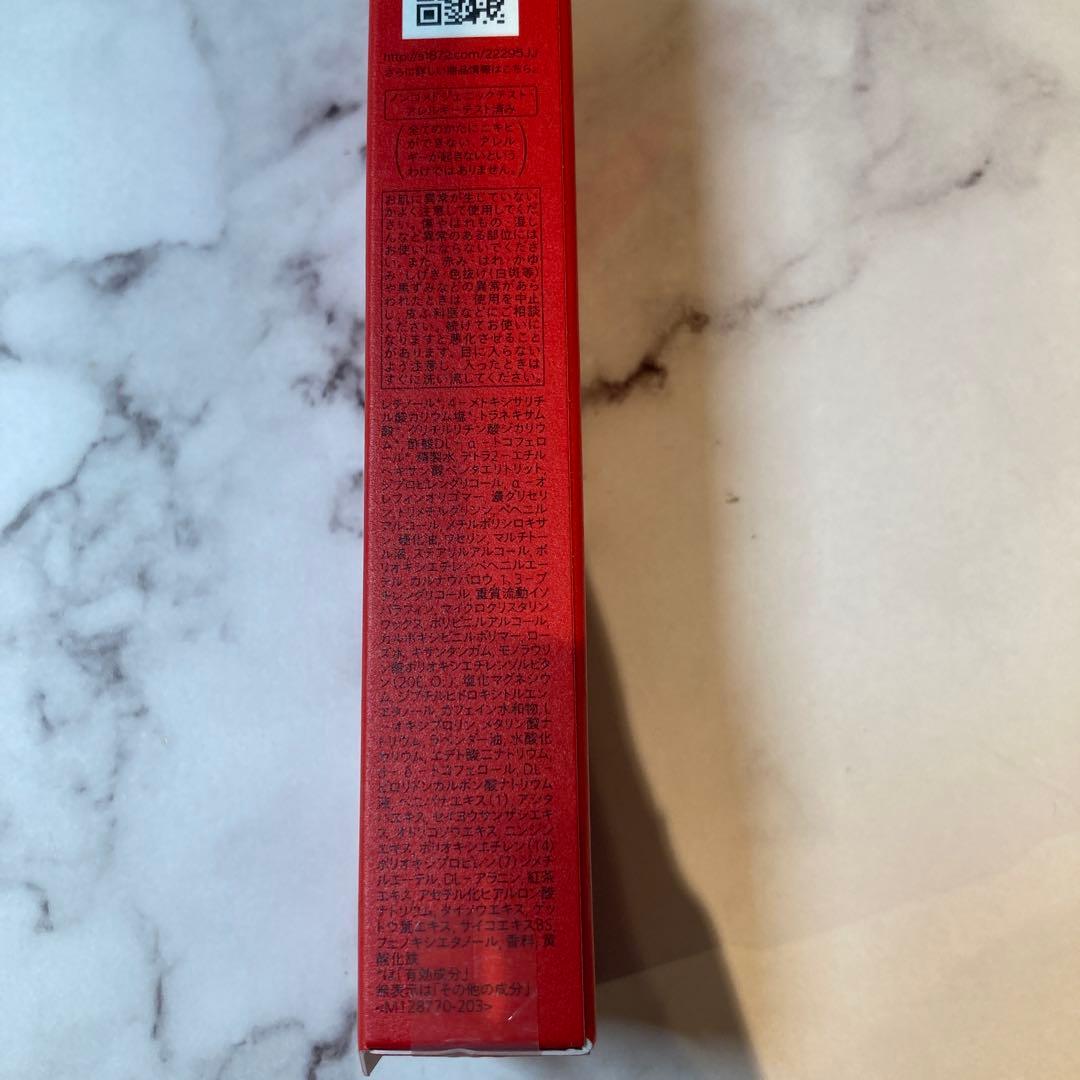 http://s1872.com/22295JJ
さらに詳しい商品情報はこちら。
ノンコメドジェニックテスト
アレルギーテスト済み
全てのかたにニキビ
ができない、アレル
ギーが起きないという
わけではありません。
お肌に異常が生じていない
かよく注意して使用してくだ
さい。傷やはれもの、湿し
んなど異常のある部位には
お使いにならないでくださ
い。また、赤み・はれ・かゆ
み・しげき、色抜け(白斑等)
や黒ずみなどの異常があら
われたときは、使用を中止
し、皮ふ科医などにご相談
ください。続けてお使いに
なりますと悪化させること
があります。目に入らない
よう注意し、入ったときは
すぐに洗い流してください。
レチノール*, 4-メトキシサリチ
ル酸カリウム塩*, トラネキサム
酸*, グリチルリチン酸ジカリウ
ム*, 酢酸DL-α-トコフェロ
ール*, 精製水, テトラ2-エチル
ヘキサン酸ペンタエリトリット,
ジプロピレングリコール, α-オ
レフィンオリゴマー, 濃グリセリ
ン, トリメチルグリシン, ベヘニル
アルコール, メチルポリシロキサ
ン, 硬化油, ワセリン, マルチトー
ル液, ステアリルアルコール, ポ
リオキシエチレンベヘニルエー
テル, カルナウバロウ, 1, 3-ブ
チレングリコール, 重質流動イソ
パラフィン, マイクロクリスタリン
ワックス, ポリビニルアルコール,
カルボキシビニルポリマー, ロー
ズ水, キサンタンガム, モノラウリ
ン酸ポリオキシエチレンソルビタ
ン(20E. O.), 塩化マグネシウ
ム, ジブチルヒドロキシトルエン,
エタノール, カフェイン水和物, L
-オキシプロリン, メタリン酸ナ
トリウム, ラベンダー油, 水酸化
カリウム, エデト酸二ナトリウム,
d-δ-トコフェロール, DL-
ピロリドンカルボン酸ナトリウム
液, ベニバナエキス(1), アシタ
バエキス, セイヨウサンザシエキ
ス, オドリコソウエキス, ニンジン
エキス, ポリオキシエチレン(14)
ポリオキシプロピレン(7)ジメチ
ルエーテル, DL-アラニン, 紅茶
エキス, アセチル化ヒアルロン酸
ナトリウム, タイソウエキス, ゲッ
トウ葉エキス, サイコエキスBS,
フェノキシエタノール, 香料, 黄
酸化鉄
*は「有効成分」
無表示は「その他の成分」
<M128770-203>